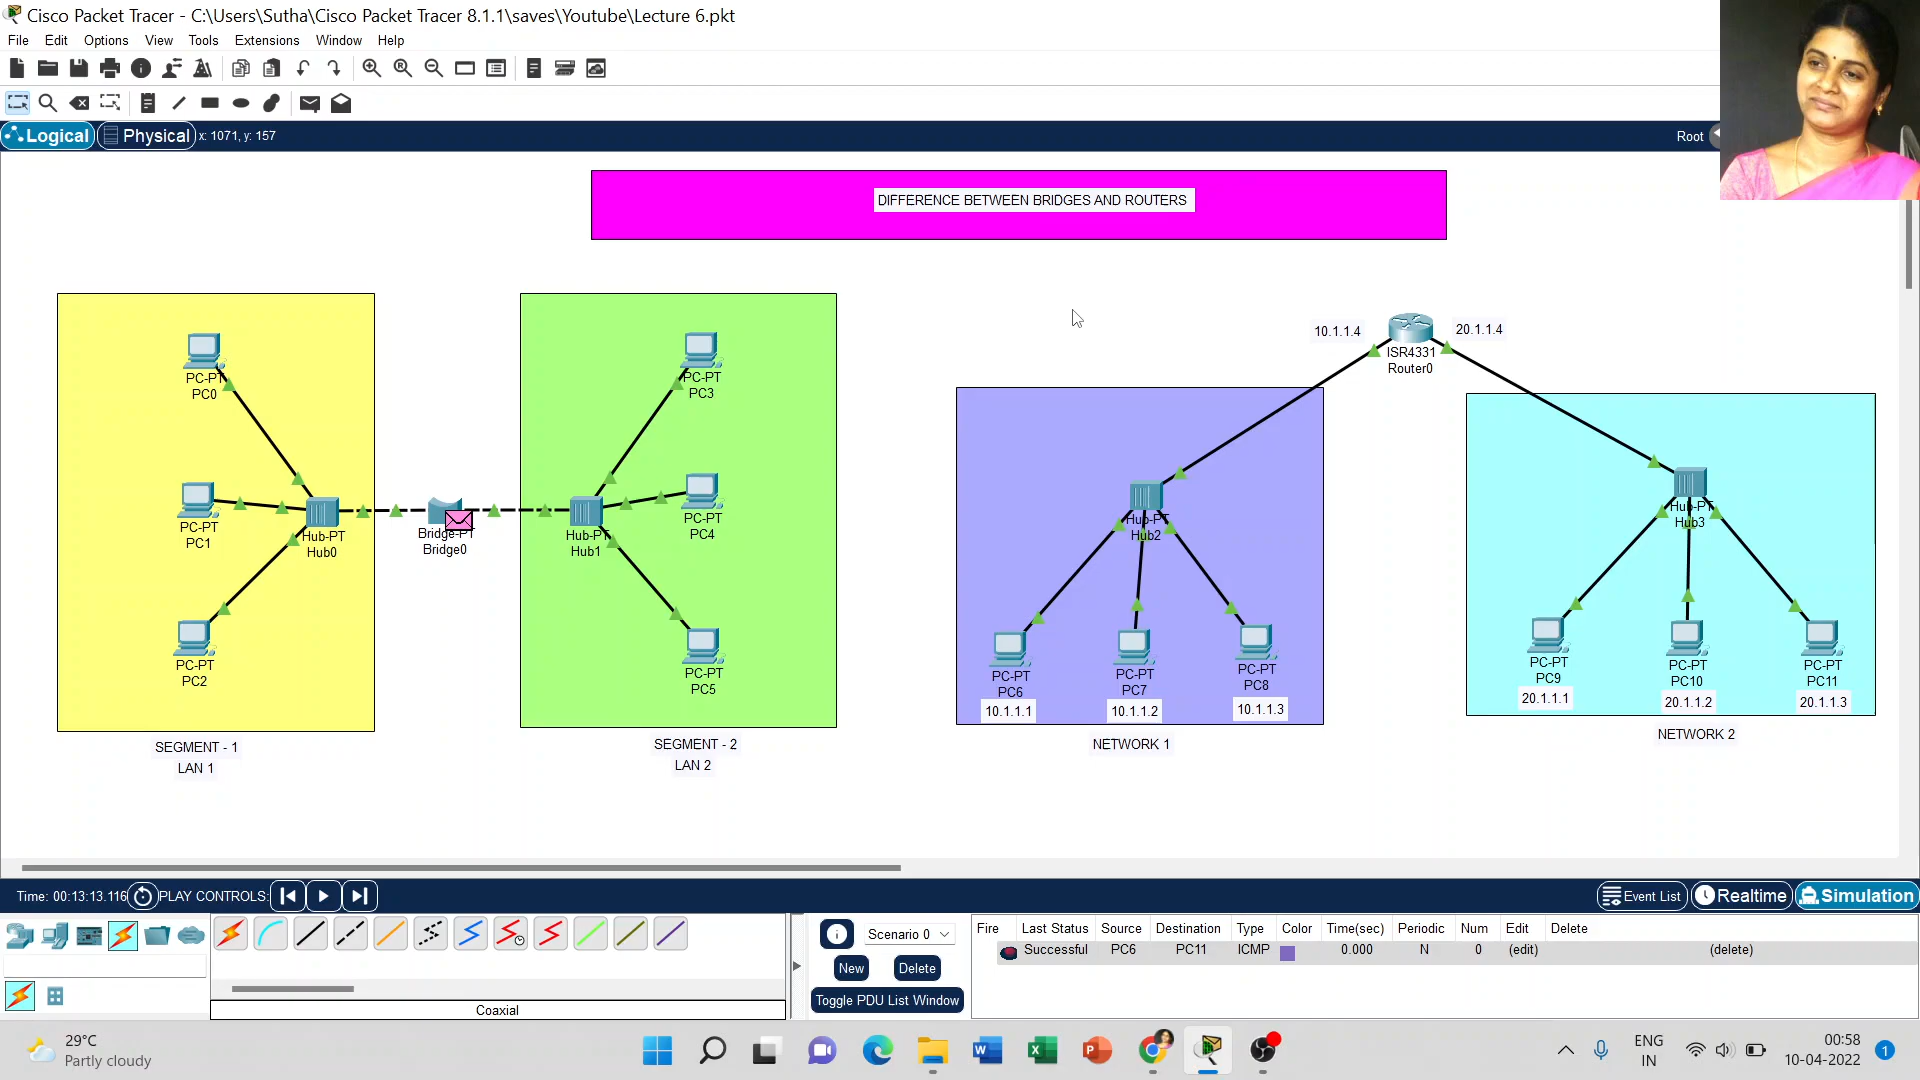 Cisco Packet Tracer - C:\Users\Sutha\Cisco Packet Tracer 8.1.1\saves\Youtube\Lecture 6.pkt
File Edit Options View Tools Extensions Window Help
Logical Physical x: 1071, y: 157 Root
DIFFERENCE BETWEEN BRIDGES AND ROUTERS
10.1.1.4 20.1.1.4
ISR4331
Router0
PC-PT
PC0
PC-PT
PC1
PC-PT
PC2
Hub-PT
Hub0
SEGMENT - 1
LAN 1
Bridge-PT
Bridge0
PC-PT
PC3
PC-PT
PC4
PC-PT
PC5
Hub-PT
Hub1
SEGMENT - 2
LAN 2
Hub-PT
Hub2
PC-PT
PC6
10.1.1.1
PC-PT
PC7
10.1.1.2
PC-PT
PC8
10.1.1.3
NETWORK 1
Hub-PT
Hub3
PC-PT
PC9
20.1.1.1
PC-PT
PC10
20.1.1.2
PC-PT
PC11
20.1.1.3
NETWORK 2
Time: 00:13:13.116 PLAY CONTROLS: Event List Realtime Simulation
Scenario 0
New Delete
Toggle PDU List Window
Coaxial
Fire Last Status Source Destination Type Color Time(sec) Periodic Num Edit Delete
Successful PC6 PC11 ICMP 0.000 N 0 (edit) (delete)
29°C
Partly cloudy
ENG
IN
00:58
10-04-2022
1